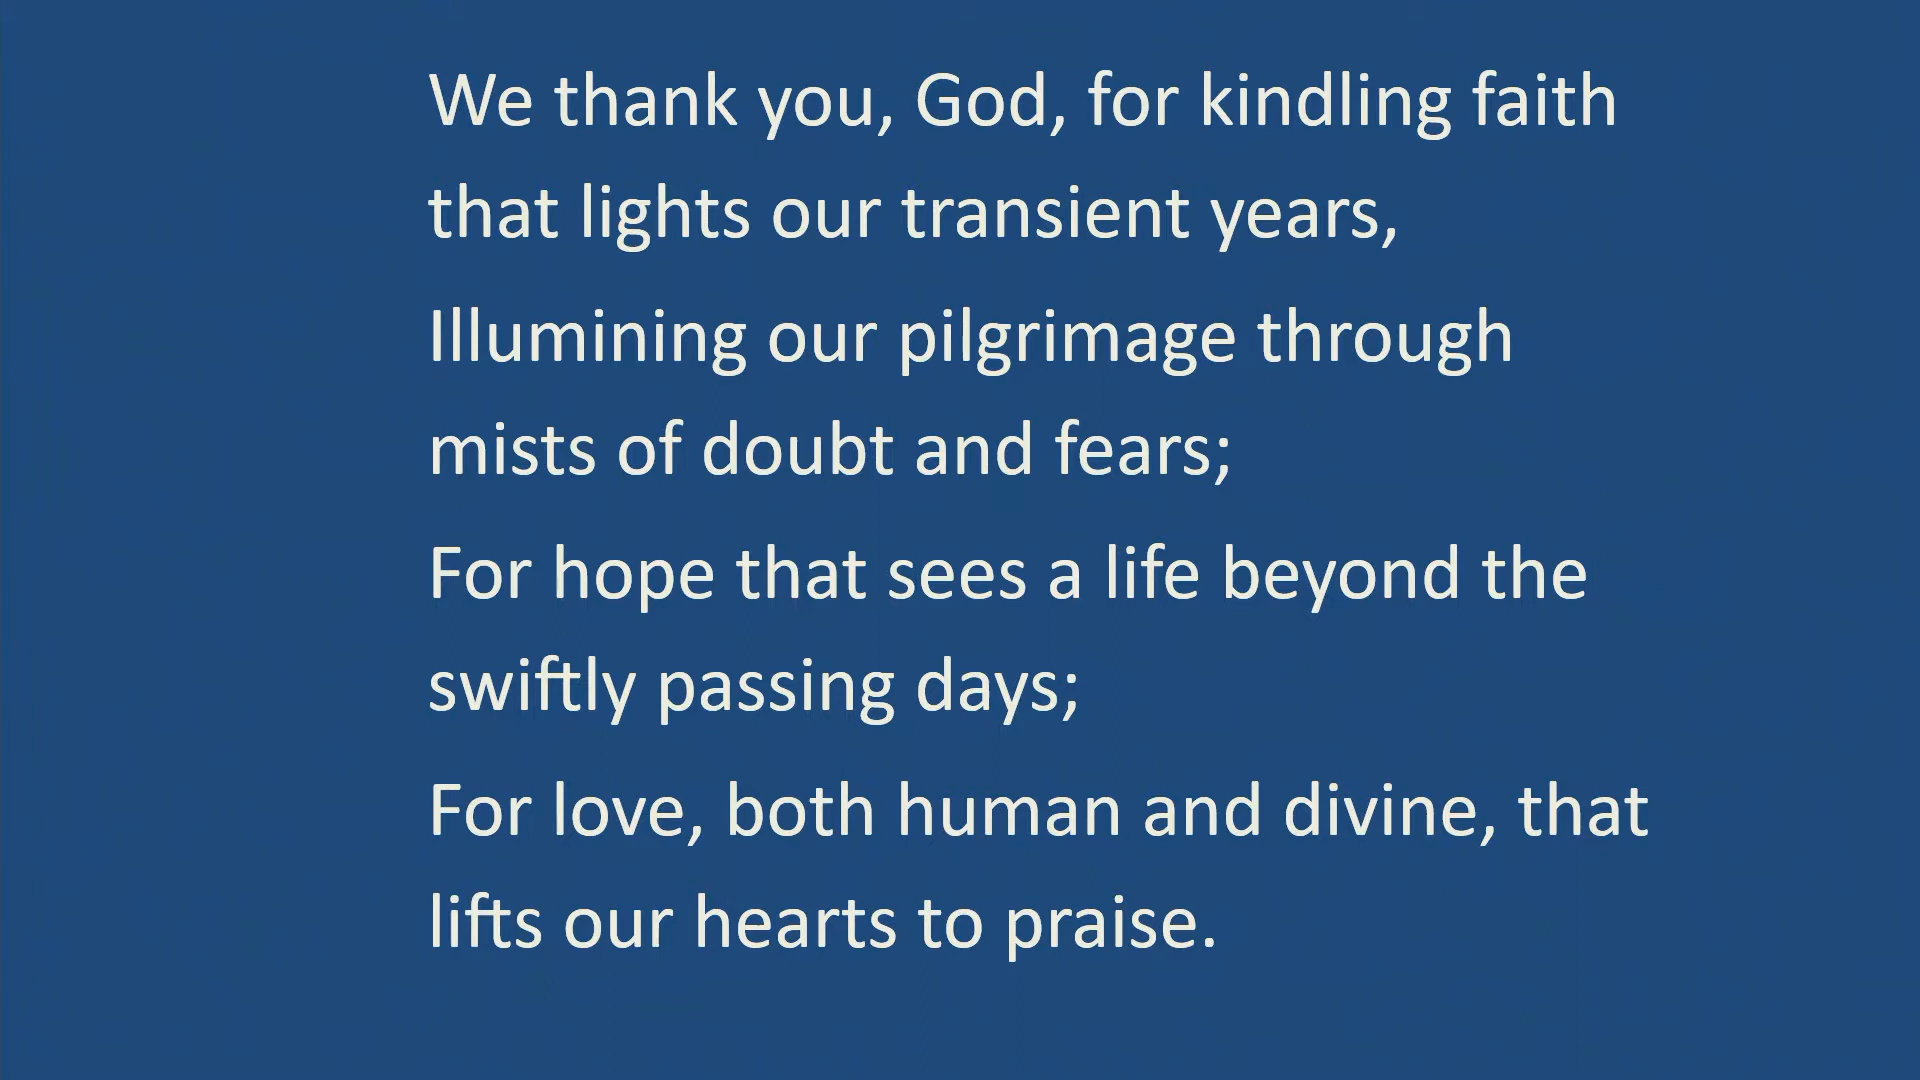 We thank you, God, for kindling faith
that lights our transient years,
Illumining our pilgrimage through
mists of doubt and fears;
For hope that sees a life beyond the
swiftly passing days;
For love, both human and divine, that
lifts our hearts to praise.